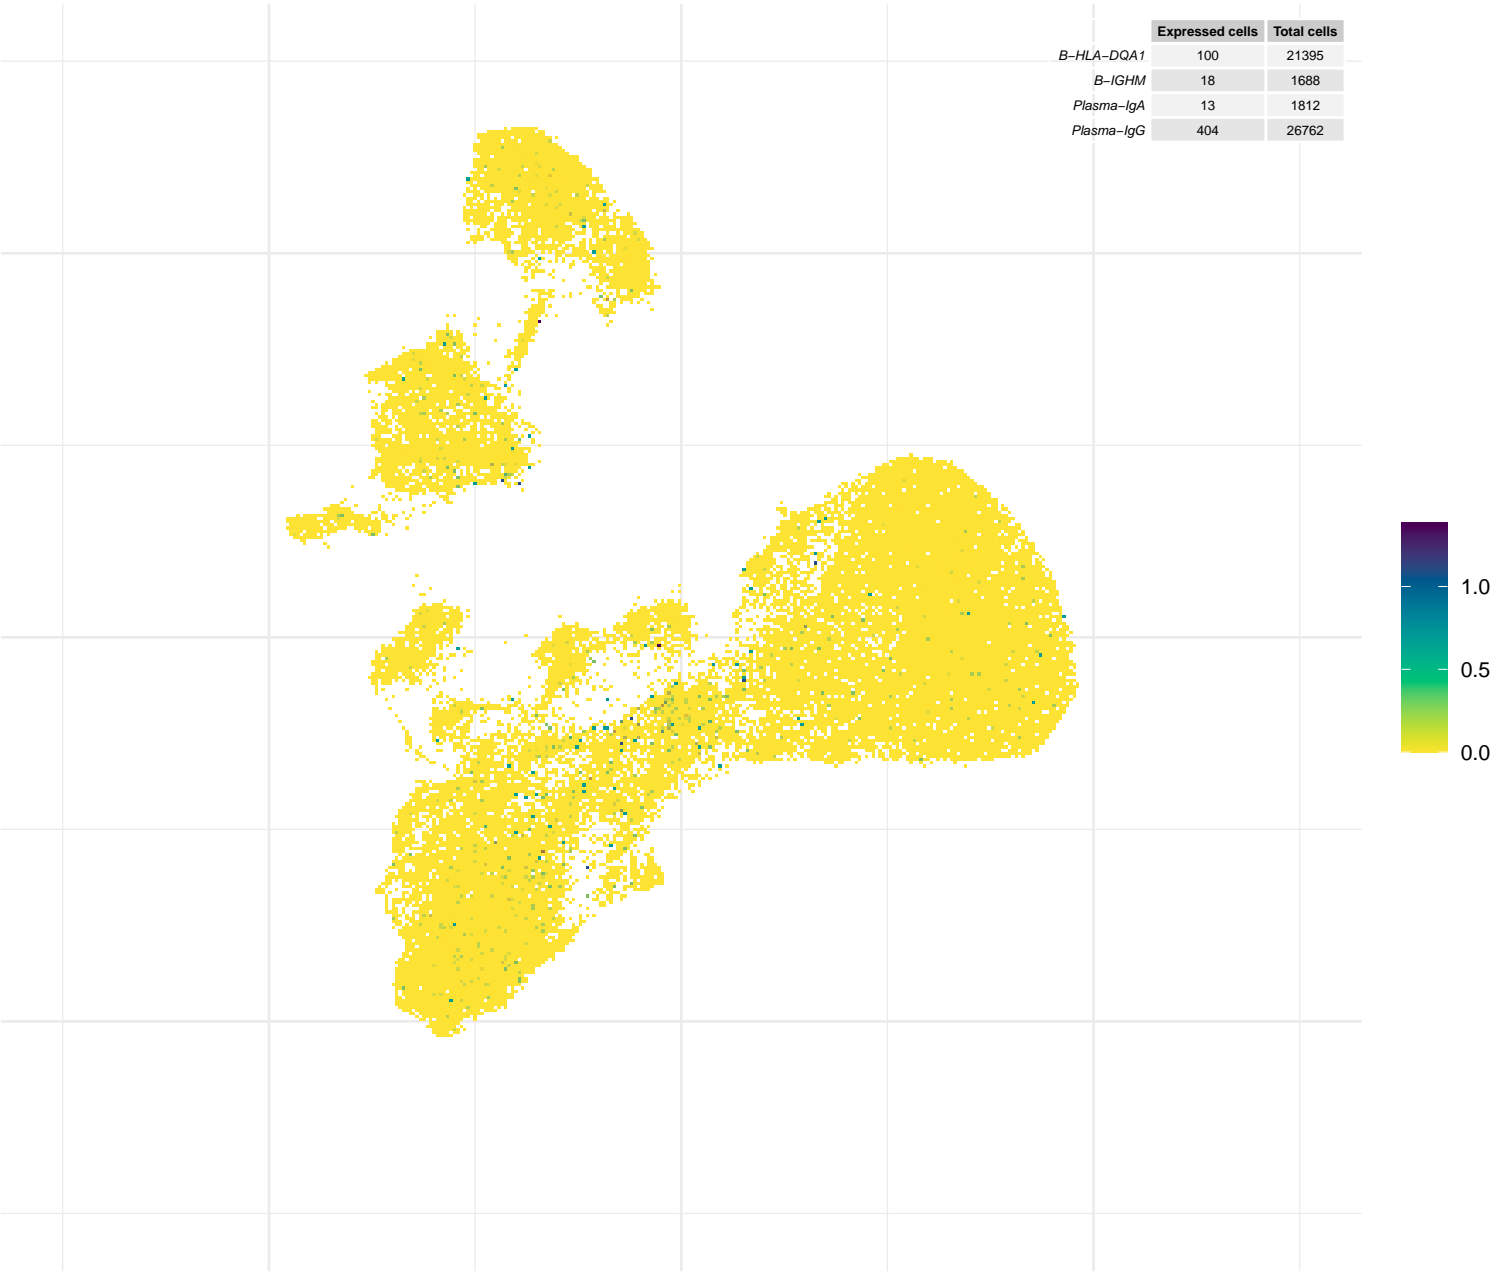 Expressed cells Total cells
B−HLA−DQA1 100 21395
B−IGHM 18 1688
Plasma−IgA 13 1812
Plasma−IgG 404 26762
1.0
0.5
0.0